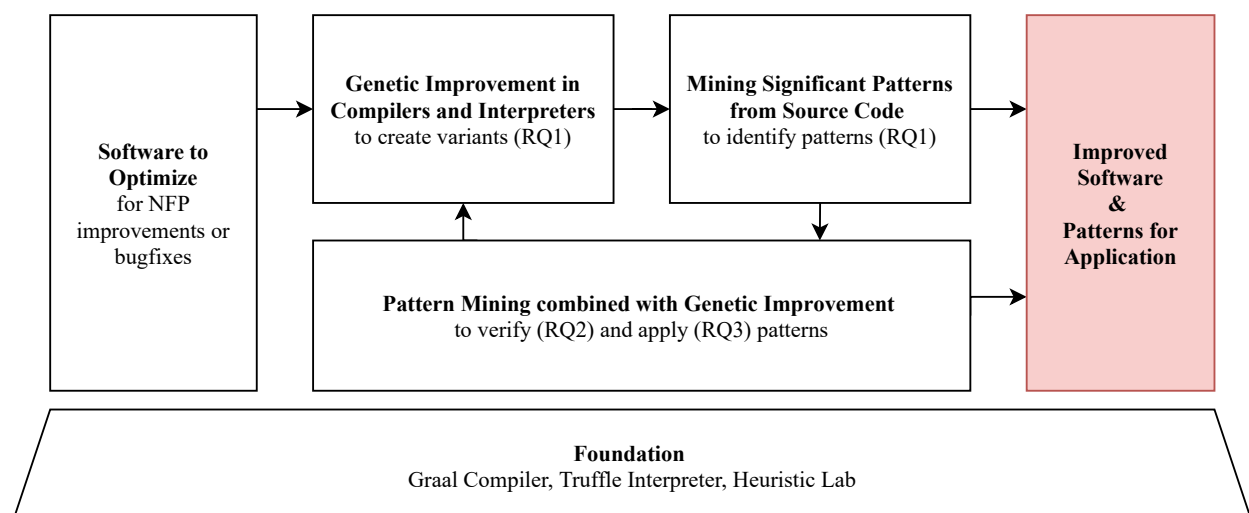 Software to
Optimize
for NFP
improvements or
bugfixes
Genetic Improvement in
Compilers and Interpreters
to create variants (RQ1)
Mining Significant Patterns
from Source Code
to identify patterns (RQ1)
Pattern Mining combined with Genetic Improvement
to verify (RQ2) and apply (RQ3) patterns
Improved
Software
&
Patterns for
Application
Foundation
Graal Compiler, Truffle Interpreter, Heuristic Lab